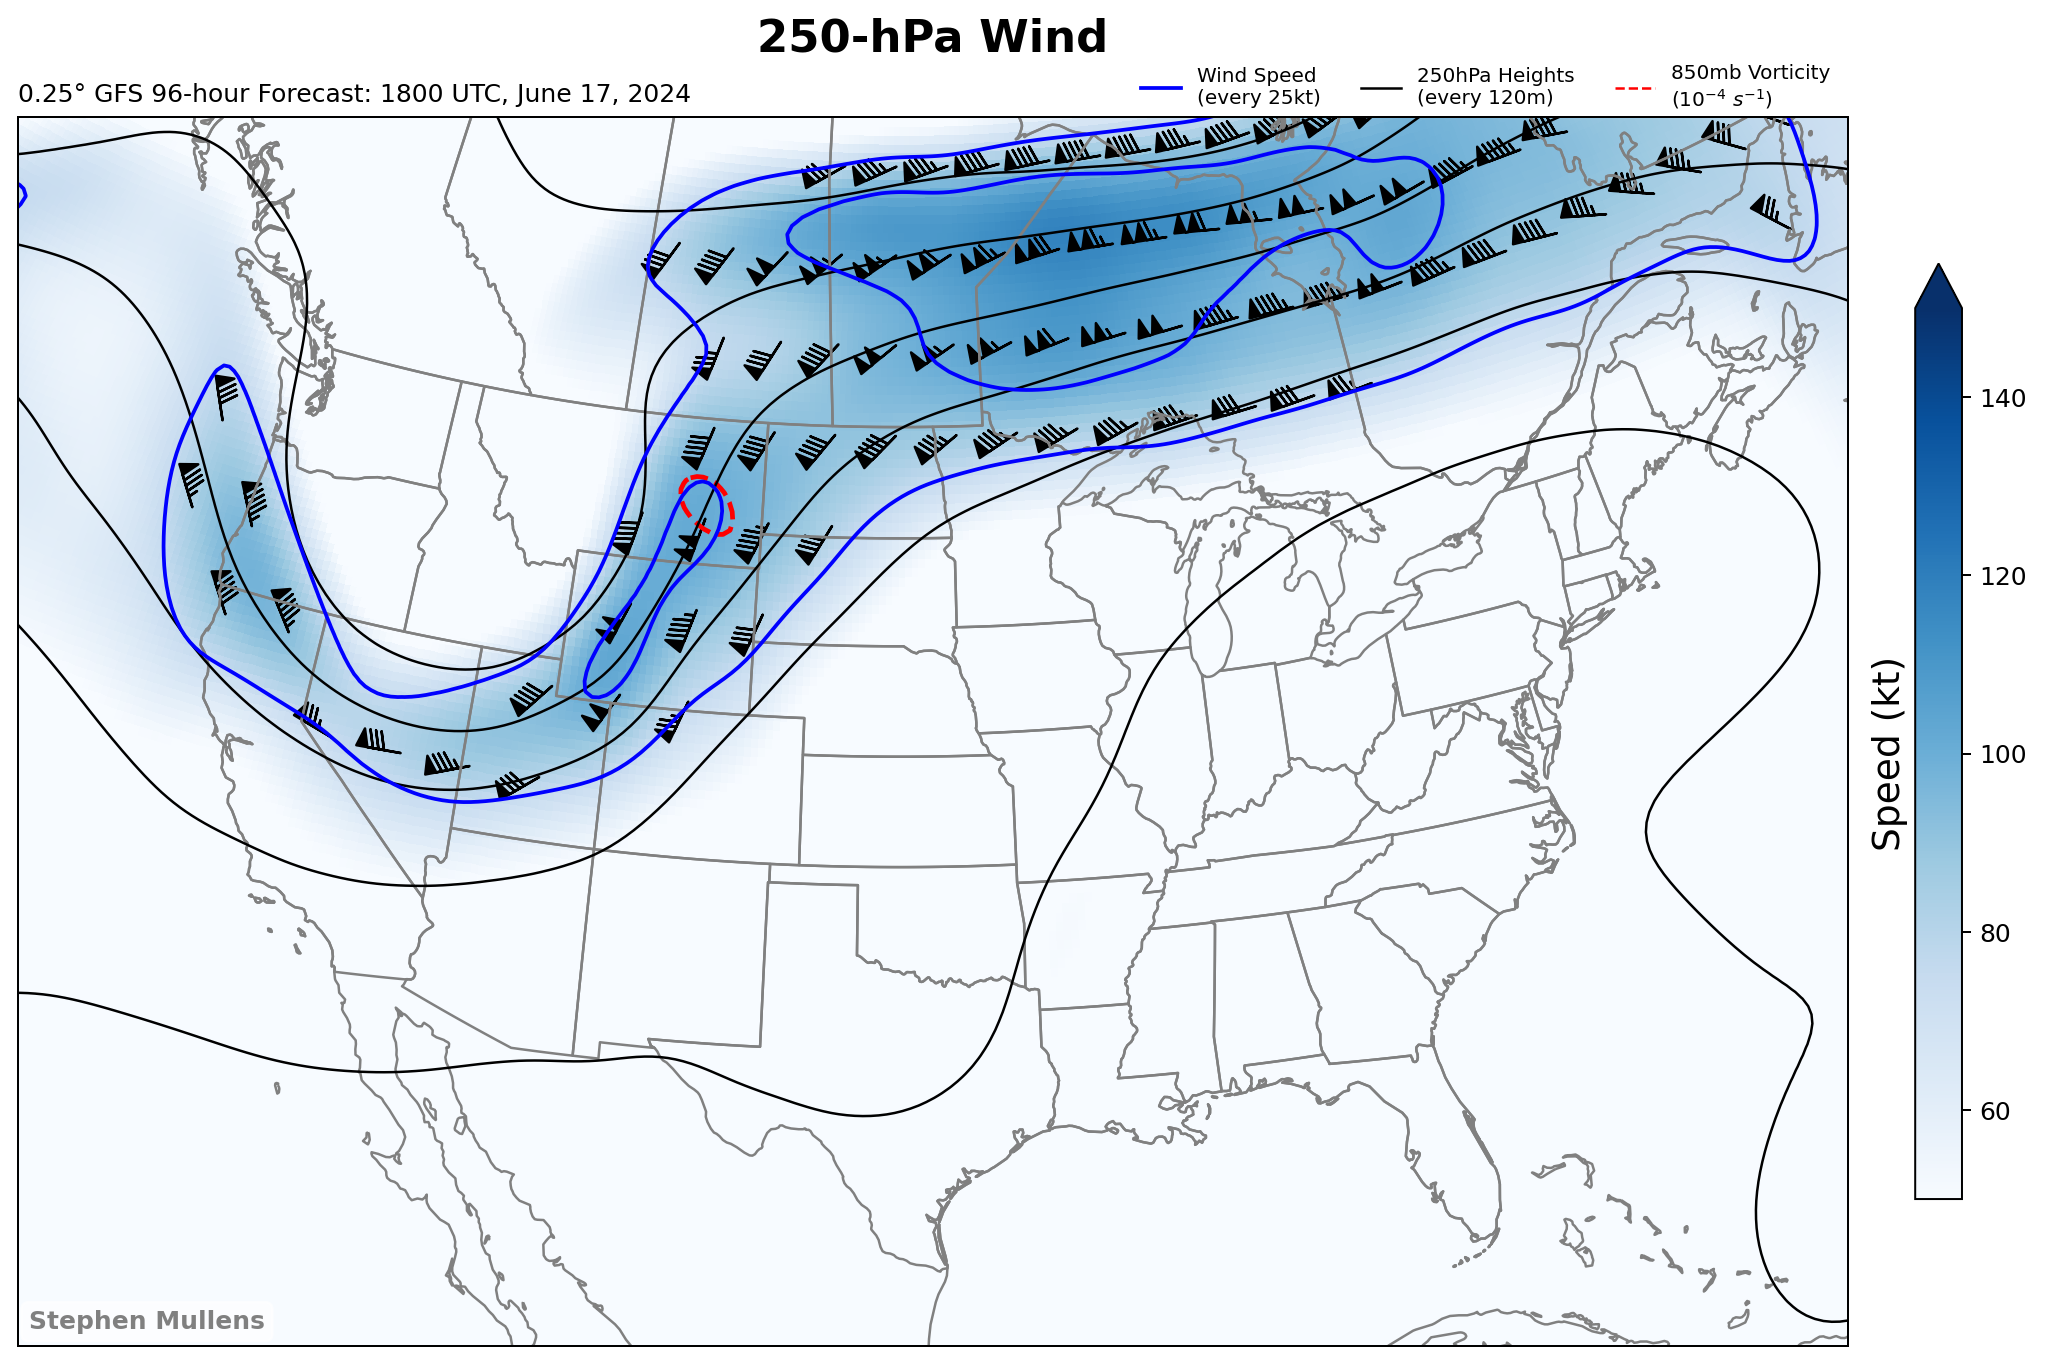 250-hPa Wind
0.25° GFS 96-hour Forecast: 1800 UTC, June 17, 2024
Wind Speed
(every 25kt)
250hPa Heights
(every 120m)
850mb Vorticity
(10⁻⁴ s⁻¹)
140
120
100
80
60
Speed (kt)
Stephen Mullens